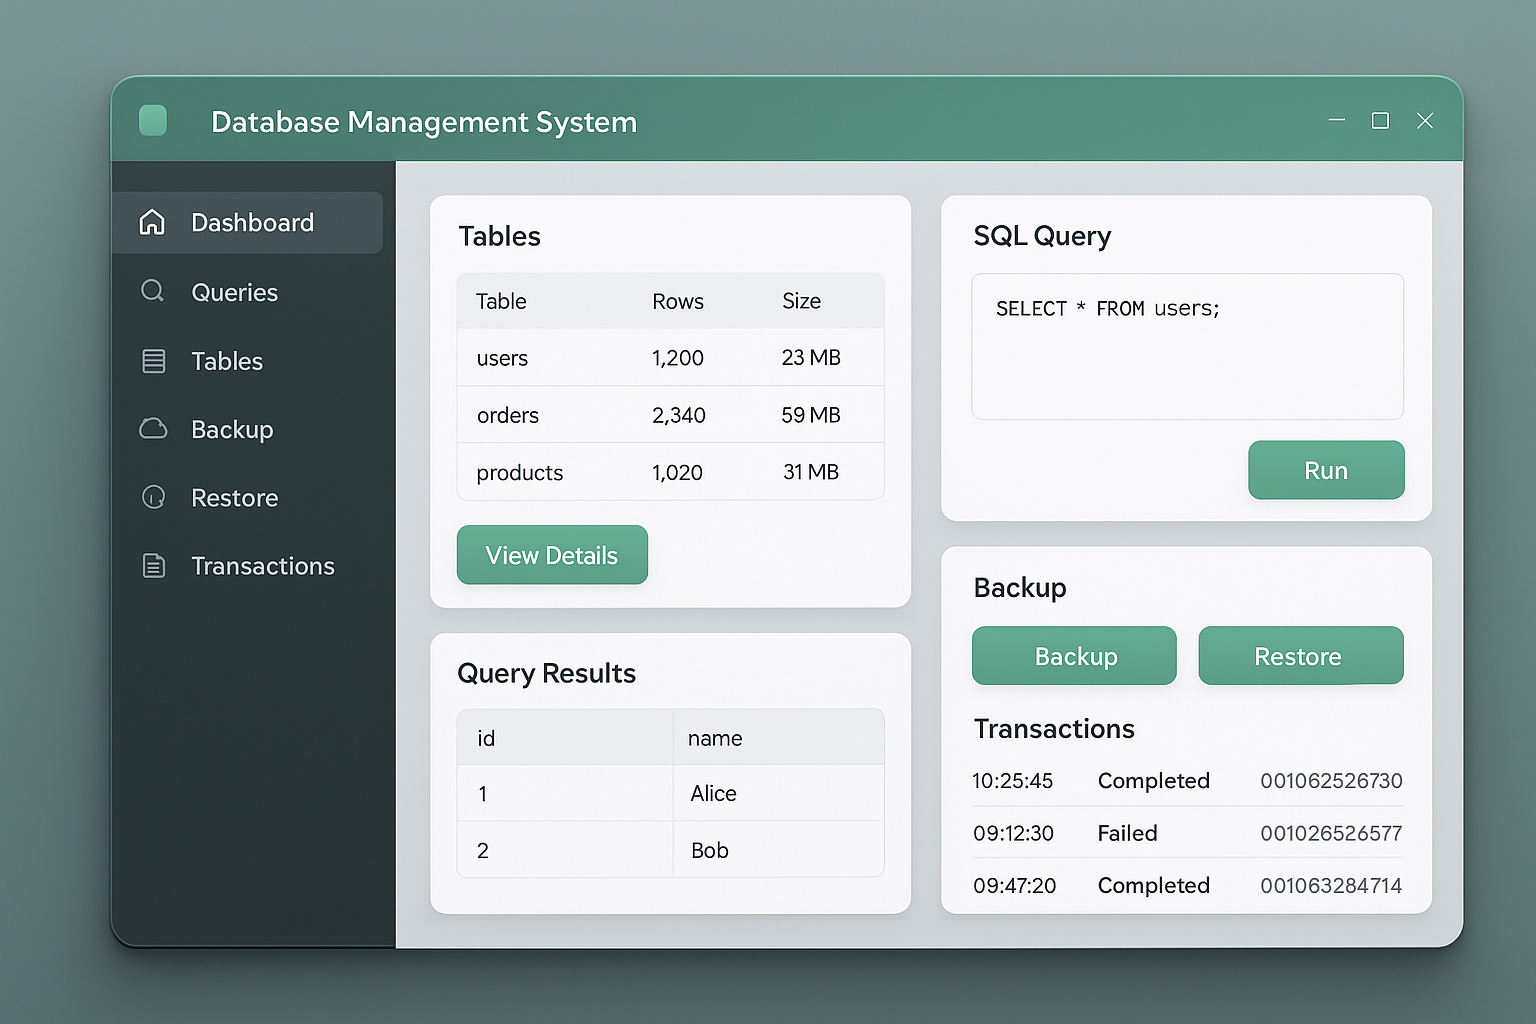 Database Management System
Dashboard
Queries
Tables
Backup
Restore
Transactions
Tables
Table Rows Size
users 1,200 23 MB
orders 2,340 59 MB
products 1,020 31 MB
View Details
Query Results
id name
1 Alice
2 Bob
SQL Query
SELECT * FROM users;
Run
Backup
Backup Restore
Transactions
10:25:45 Completed 001062526730
09:12:30 Failed 001026526577
09:47:20 Completed 001063284714